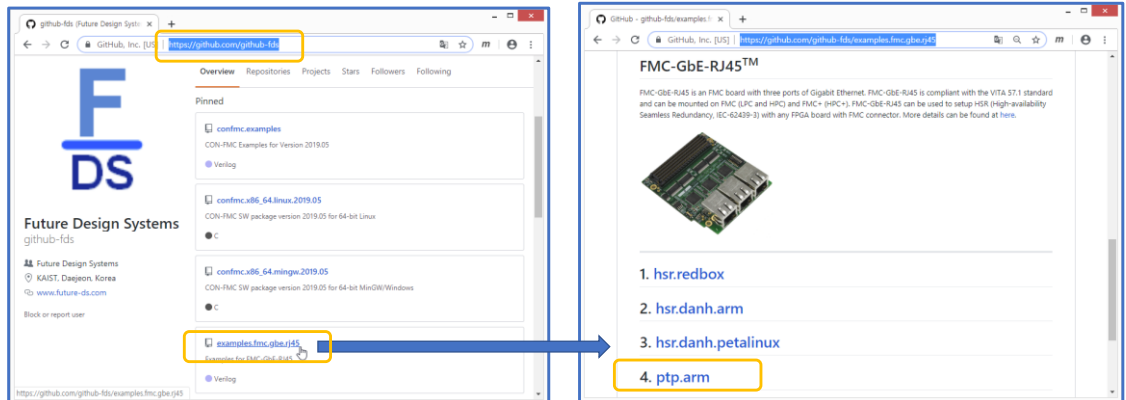 github-fds (Future Design Syste
GitHub, Inc. [US]
https://github.com/github-fds
F
DS
Future Design Systems
github-fds
Future Design Systems
KAIST, Daejeon, Korea
www.future-ds.com
Block or report user
Overview Repositories Projects Stars Followers Following
Pinned
confmc.examples
CON-FMC Examples for Version 2019.05
Verilog
confmc.x86_64.linux.2019.05
CON-FMC SW package version 2019.05 for 64-bit Linux
C
confmc.x86_64.mingw.2019.05
CON-FMC SW package version 2019.05 for 64-bit MinGW/Windows
C
examples.fmc.gbe.rj45
Examples for FMC-GbE-RJ45
Verilog
https://github.com/github-fds/examples.fmc.gbe.rj45
GitHub - github-fds/examples.f
GitHub, Inc. [US]
https://github.com/github-fds/examples.fmc.gbe.rj45
FMC-GbE-RJ45TM
FMC-GbE-RJ45 is an FMC board with three ports of Gigabit Ethernet. FMC-GbE-RJ45 is compliant with the VITA 57.1 standard
and can be mounted on FMC (LPC and HPC) and FMC+ (HPC+). FMC-GbE-RJ45 can be used to setup HSR (High-availability
Seamless Redundancy, IEC-62439-3) with any FPGA board with FMC connector. More details can be found at here.
1. hsr.redbox
2. hsr.danh.arm
3. hsr.danh.petalinux
4. ptp.arm